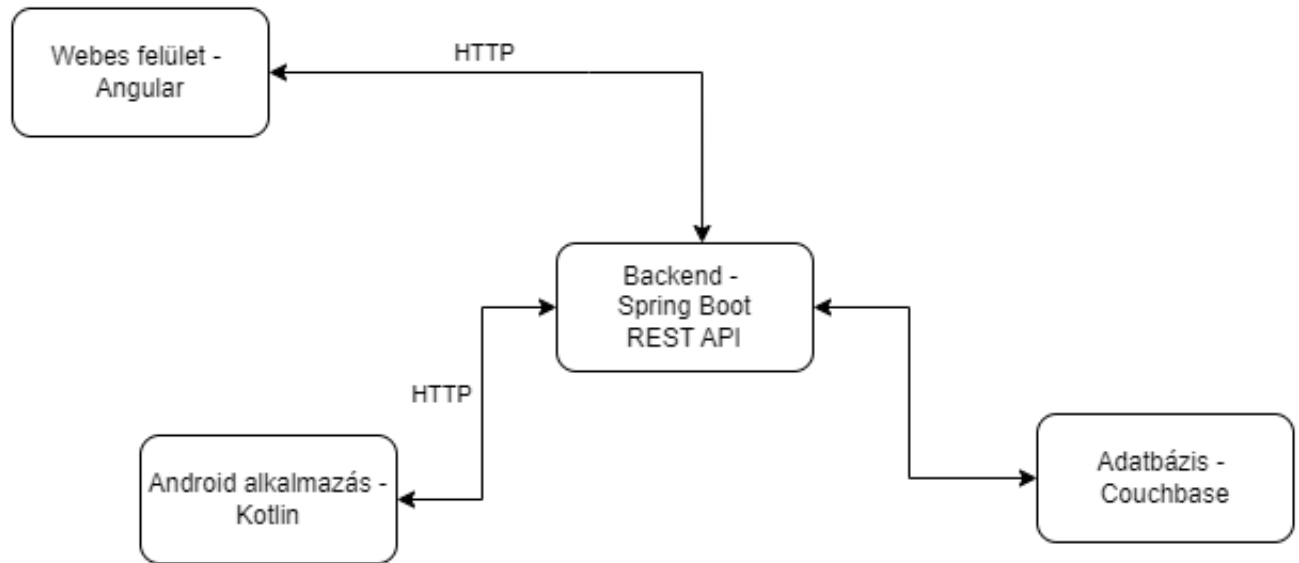 Webes felület -
Angular
HTTP
Backend -
Spring Boot
REST API
HTTP
Android alkalmazás -
Kotlin
Adatbázis -
Couchbase